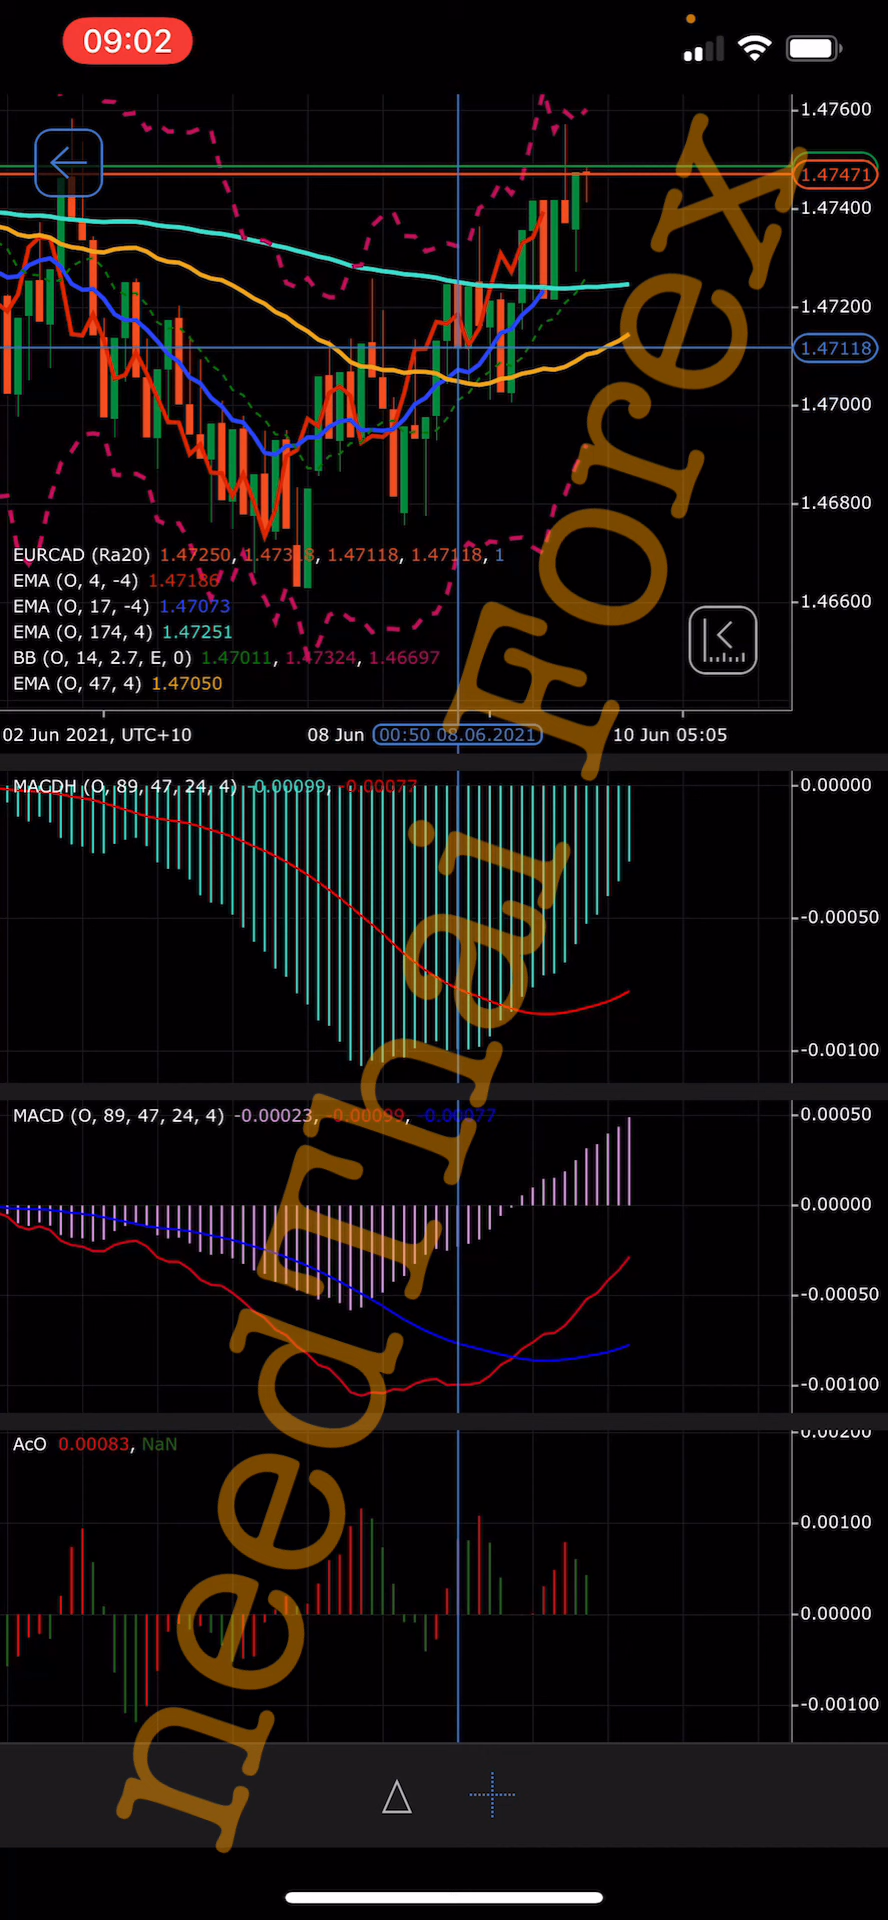 09:02
1.47600
1.47471
1.47400
1.47200
1.47118
1.47000
1.46800
1.46600
EURCAD (Ra20) 1.47250, 1.47318, 1.47118, 1.47118, 1
EMA (O, 4, -4) 1.47186
EMA (O, 17, -4) 1.47073
EMA (O, 174, 4) 1.47251
BB (O, 14, 2.7, E, 0) 1.47011, 1.47324, 1.46697
EMA (O, 47, 4) 1.47050
02 Jun 2021, UTC+10 08 Jun 00:50 08.06.2021 10 Jun 05:05
MACDH (O, 89, 47, 24, 4) -0.00099, -0.00077
0.00000
-0.00050
-0.00100
MACD (O, 89, 47, 24, 4) -0.00023, -0.00099, -0.00077
0.00050
0.00000
-0.00050
-0.00100
AcO 0.00083, NaN
0.00200
0.00100
0.00000
-0.00100
nedTnai Forex